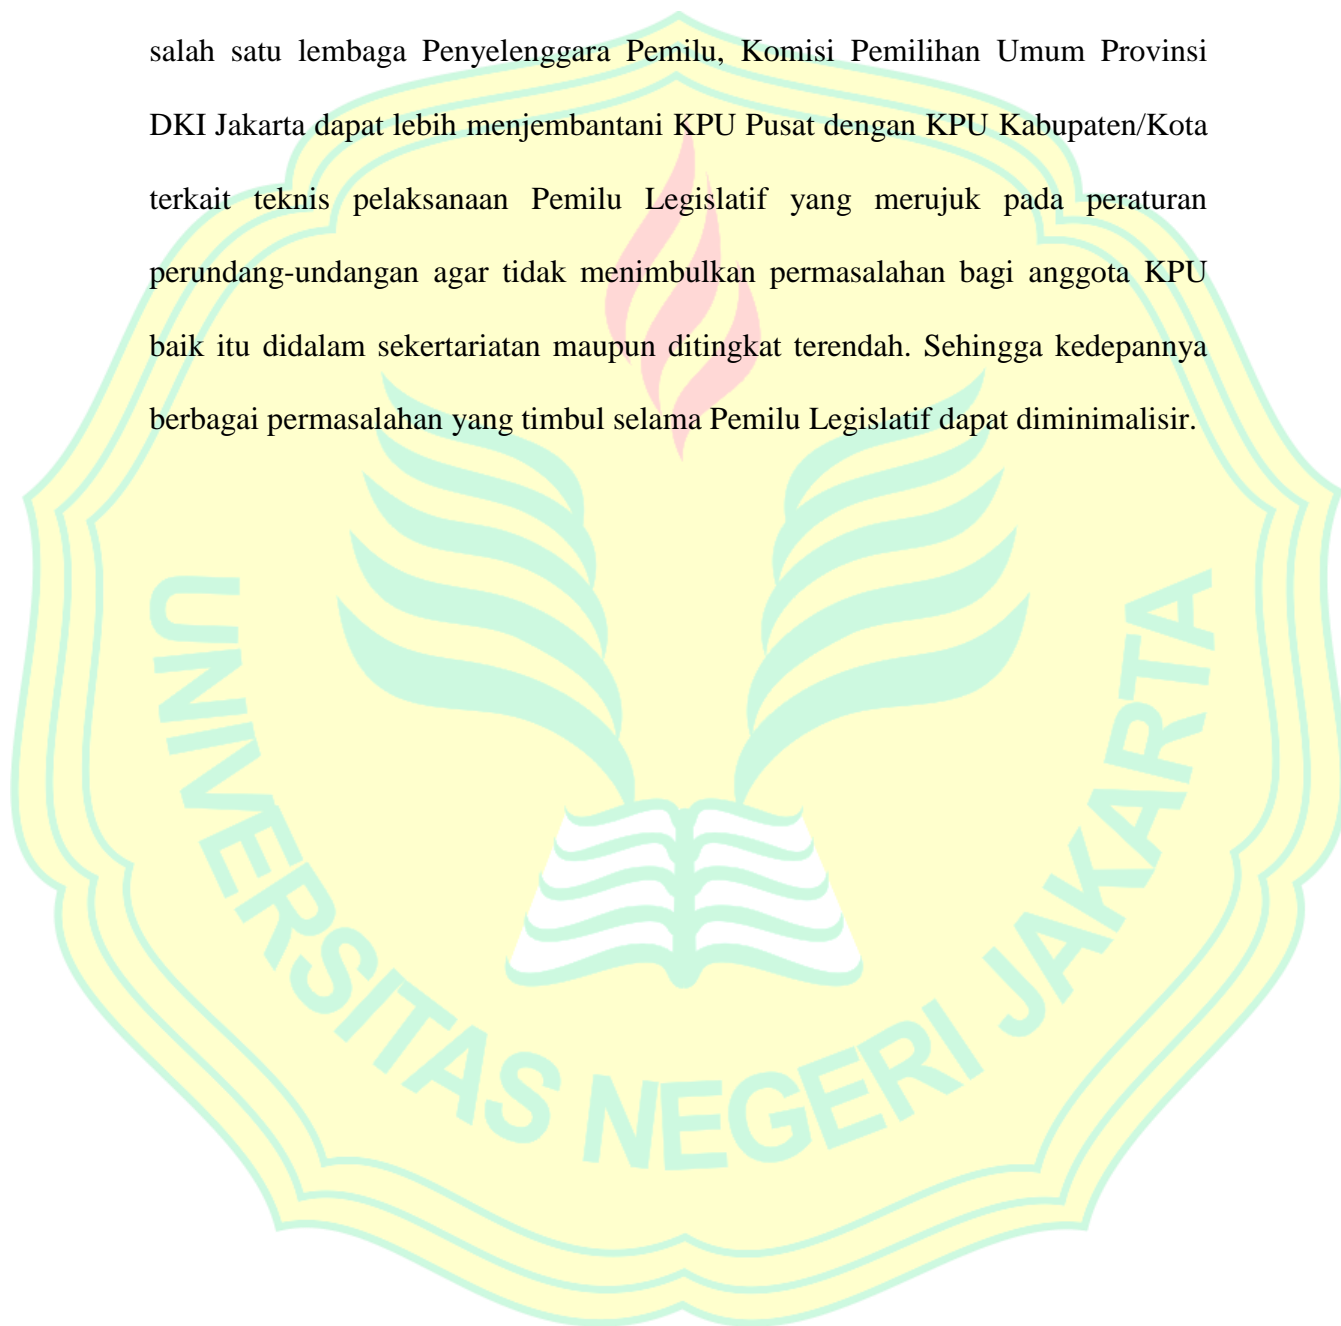 salah satu lembaga Penyelenggara Pemilu, Komisi Pemilihan Umum Provinsi
DKI Jakarta dapat lebih menjembantani KPU Pusat dengan KPU Kabupaten/Kota
terkait teknis pelaksanaan Pemilu Legislatif yang merujuk pada peraturan
perundang-undangan agar tidak menimbulkan permasalahan bagi anggota KPU
baik itu didalam sekertariatan maupun ditingkat terendah. Sehingga kedepannya
berbagai permasalahan yang timbul selama Pemilu Legislatif dapat diminimalisir.
UNIVERSITAS NEGERI JAKARTA